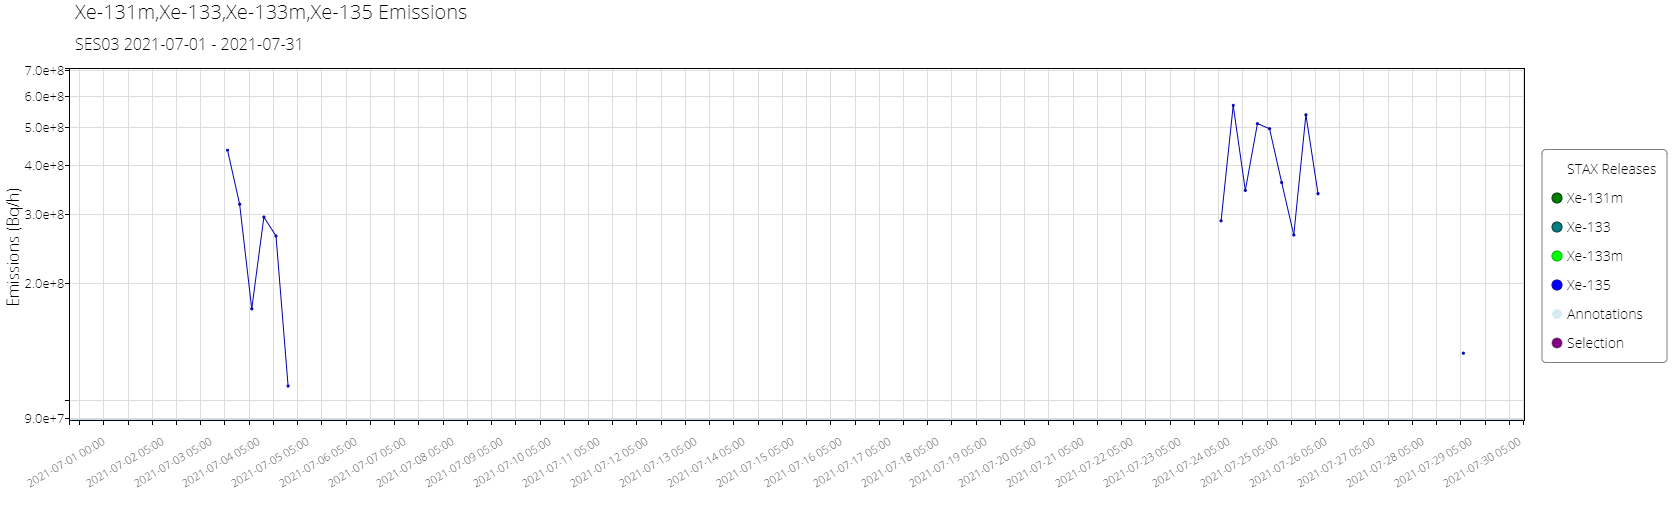 Xe-131m,Xe-133,Xe-133m,Xe-135 Emissions
SES03 2021-07-01 - 2021-07-31
Emissions (Bq/h)
7.0e+8
6.0e+8
5.0e+8
4.0e+8
3.0e+8
2.0e+8
9.0e+7
2021-07-01 00:00
2021-07-02 05:00
2021-07-03 05:00
2021-07-04 05:00
2021-07-05 05:00
2021-07-06 05:00
2021-07-07 05:00
2021-07-08 05:00
2021-07-09 05:00
2021-07-10 05:00
2021-07-11 05:00
2021-07-12 05:00
2021-07-13 05:00
2021-07-14 05:00
2021-07-15 05:00
2021-07-16 05:00
2021-07-17 05:00
2021-07-18 05:00
2021-07-19 05:00
2021-07-20 05:00
2021-07-21 05:00
2021-07-22 05:00
2021-07-23 05:00
2021-07-24 05:00
2021-07-25 05:00
2021-07-26 05:00
2021-07-27 05:00
2021-07-28 05:00
2021-07-29 05:00
2021-07-30 05:00
STAX Releases
Xe-131m
Xe-133
Xe-133m
Xe-135
Annotations
Selection